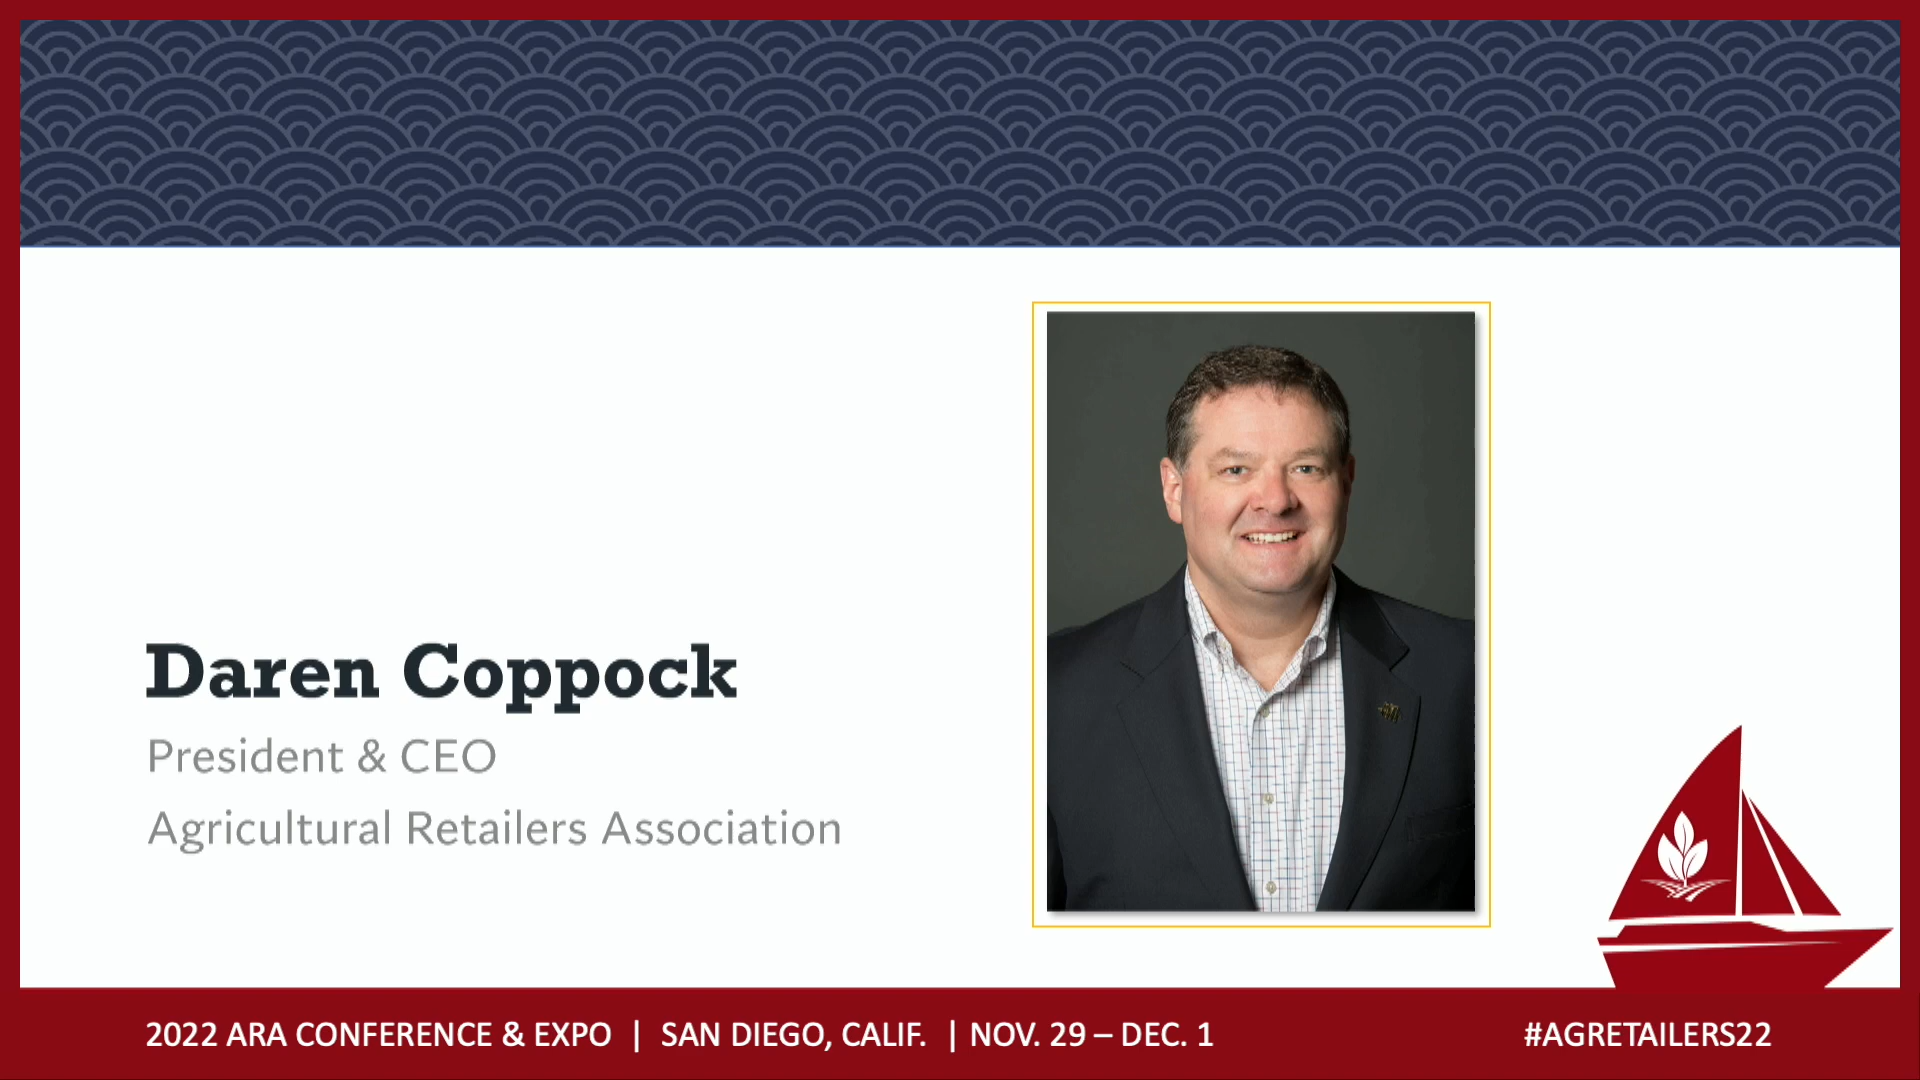 Daren Coppock
President & CEO
Agricultural Retailers Association
2022 ARA CONFERENCE & EXPO | SAN DIEGO, CALIF. | NOV. 29 – DEC. 1
#AGRETAILERS22